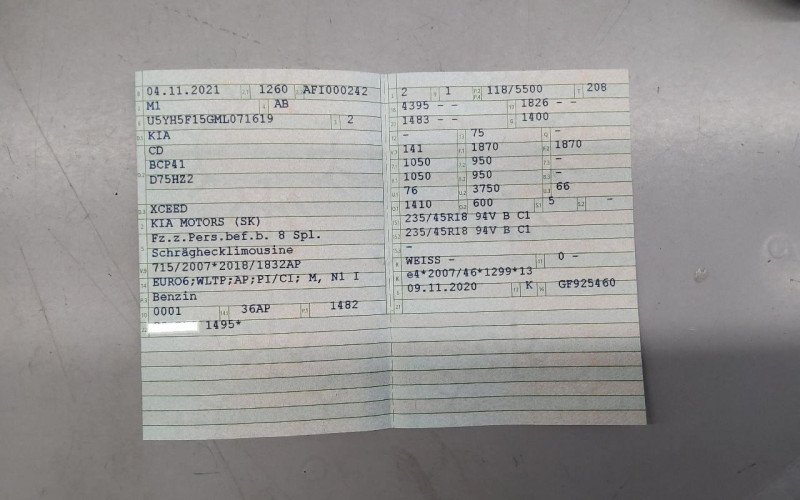 04.11.2021 1260 AFI000242
M1 AB
U5YH5F15GML071619 2
KIA
CD
BCP41
D75HZ2
XCEED
KIA MOTORS (SK)
Fz.z.Pers.bef.b. 8 Spl.
Schräghecklimousine
715/2007*2018/1832AP
EURO6;WLTP;AP;PI/CI; M, N1 I
Benzin
0001 36AP 1482
1495*
2 1 118/5500 208
4395 - - 1826 - -
1483 - - 1400
- 75 -
141 1870 1870
1050 950 -
1050 950 -
76 3750 66
1410 600 5 -
235/45R18 94V B C1
235/45R18 94V B C1
-
WEISS - 0 -
e4*2007/46*1299*13
09.11.2020 K GF925460